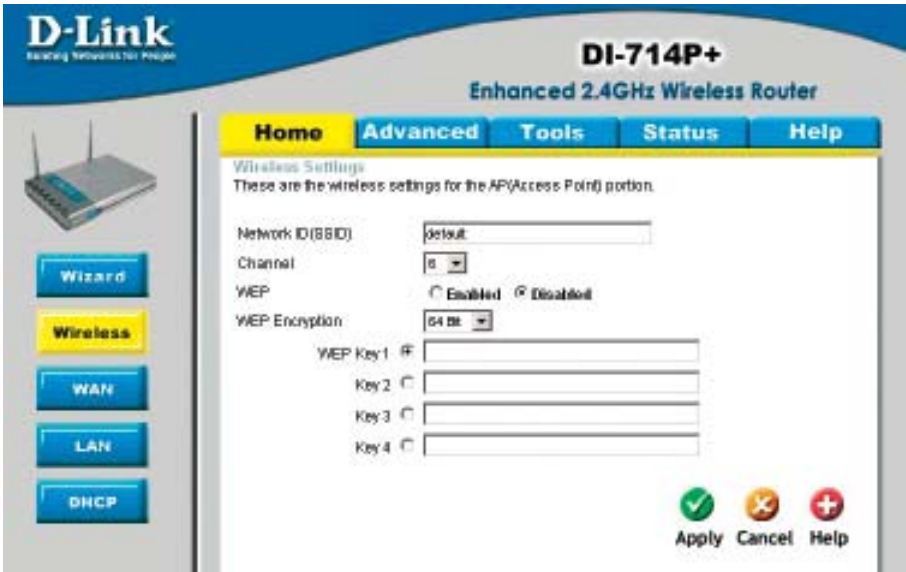 D-Link
Building Networks for People
DI-714P+
Enhanced 2.4GHz Wireless Router
Home Advanced Tools Status Help
Wireless Settings
These are the wireless settings for the AP(Access Point) portion.
Network ID(SSID) default
Channel 6
WEP Enabled Disabled
WEP Encryption 64 Bit
WEP Key1
Key 2
Key 3
Key 4
Wizard
Wireless
WAN
LAN
DHCP
Apply Cancel Help